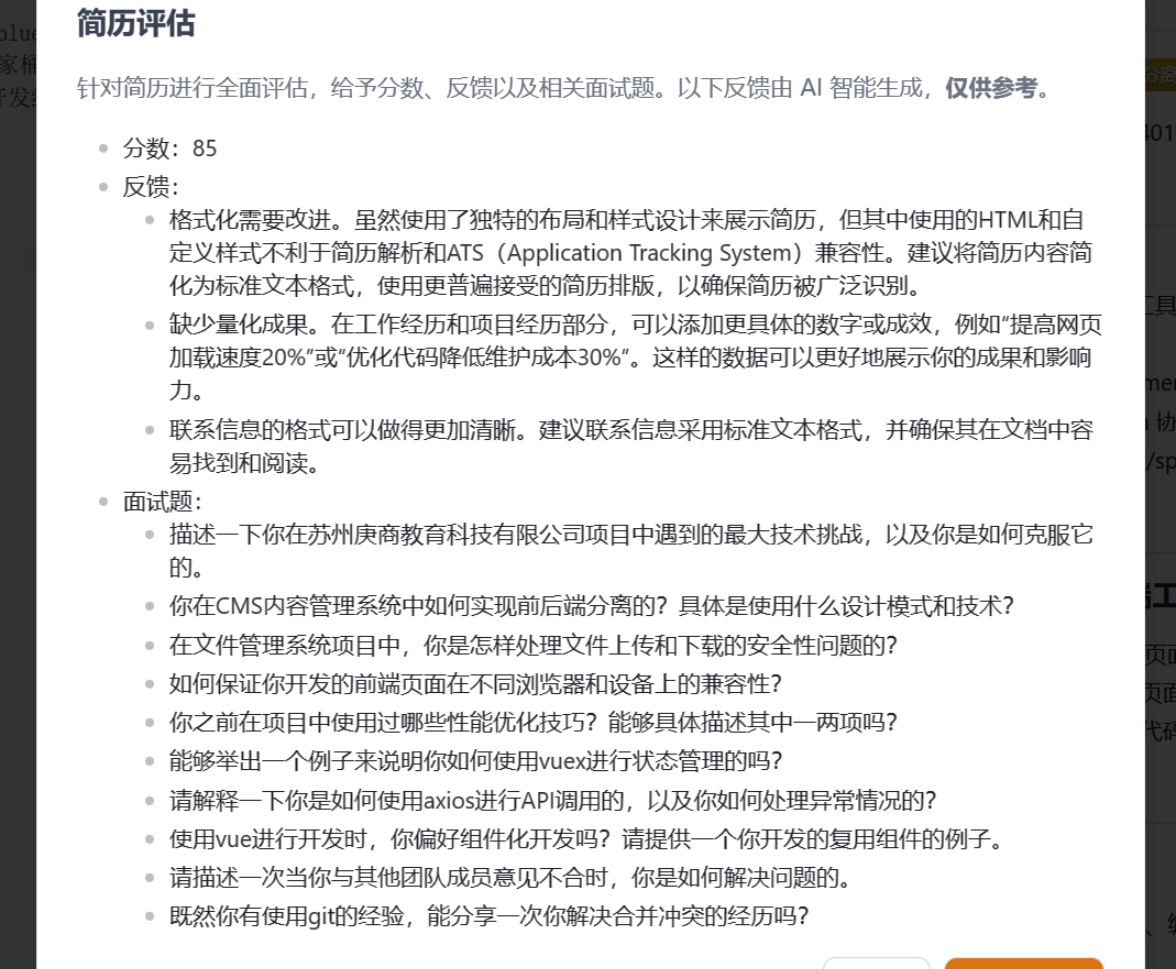 简历评估
针对简历进行全面评估，给予分数、反馈以及相关面试题。以下反馈由 AI 智能生成，仅供参考。
分数：85
反馈：
格式化需要改进。虽然使用了独特的布局和样式设计来展示简历，但其中使用的HTML和自
定义样式不利于简历解析和ATS（Application Tracking System）兼容性。建议将简历内容简
化为标准文本格式，使用更普遍接受的简历排版，以确保简历被广泛识别。
缺少量化成果。在工作经历和项目经历部分，可以添加更具体的数字或成效，例如“提高网页
加载速度20%”或“优化代码降低维护成本30%”。这样的数据可以更好地展示你的成果和影响
力。
联系信息的格式可以做得更加清晰。建议联系信息采用标准文本格式，并确保其在文档中容
易找到和阅读。
面试题：
描述一下你在苏州庚商教育科技有限公司项目中遇到的最大技术挑战，以及你是如何克服它
的。
你在CMS内容管理系统中如何实现前后端分离的？具体是使用什么设计模式和技术？
在文件管理系统项目中，你是怎样处理文件上传和下载的安全性问题的？
如何保证你开发的前端页面在不同浏览器和设备上的兼容性？
你之前在项目中使用过哪些性能优化技巧？能够具体描述其中一两项吗？
能够举出一个例子来说明你如何使用vuex进行状态管理的吗？
请解释一下你是如何使用axios进行API调用的，以及你如何处理异常情况的？
使用vue进行开发时，你偏好组件化开发吗？请提供一个你开发的复用组件的例子。
请描述一次当你与其他团队成员意见不合时，你是如何解决问题的。
既然你有使用git的经验，能分享一次你解决合并冲突的经历吗？